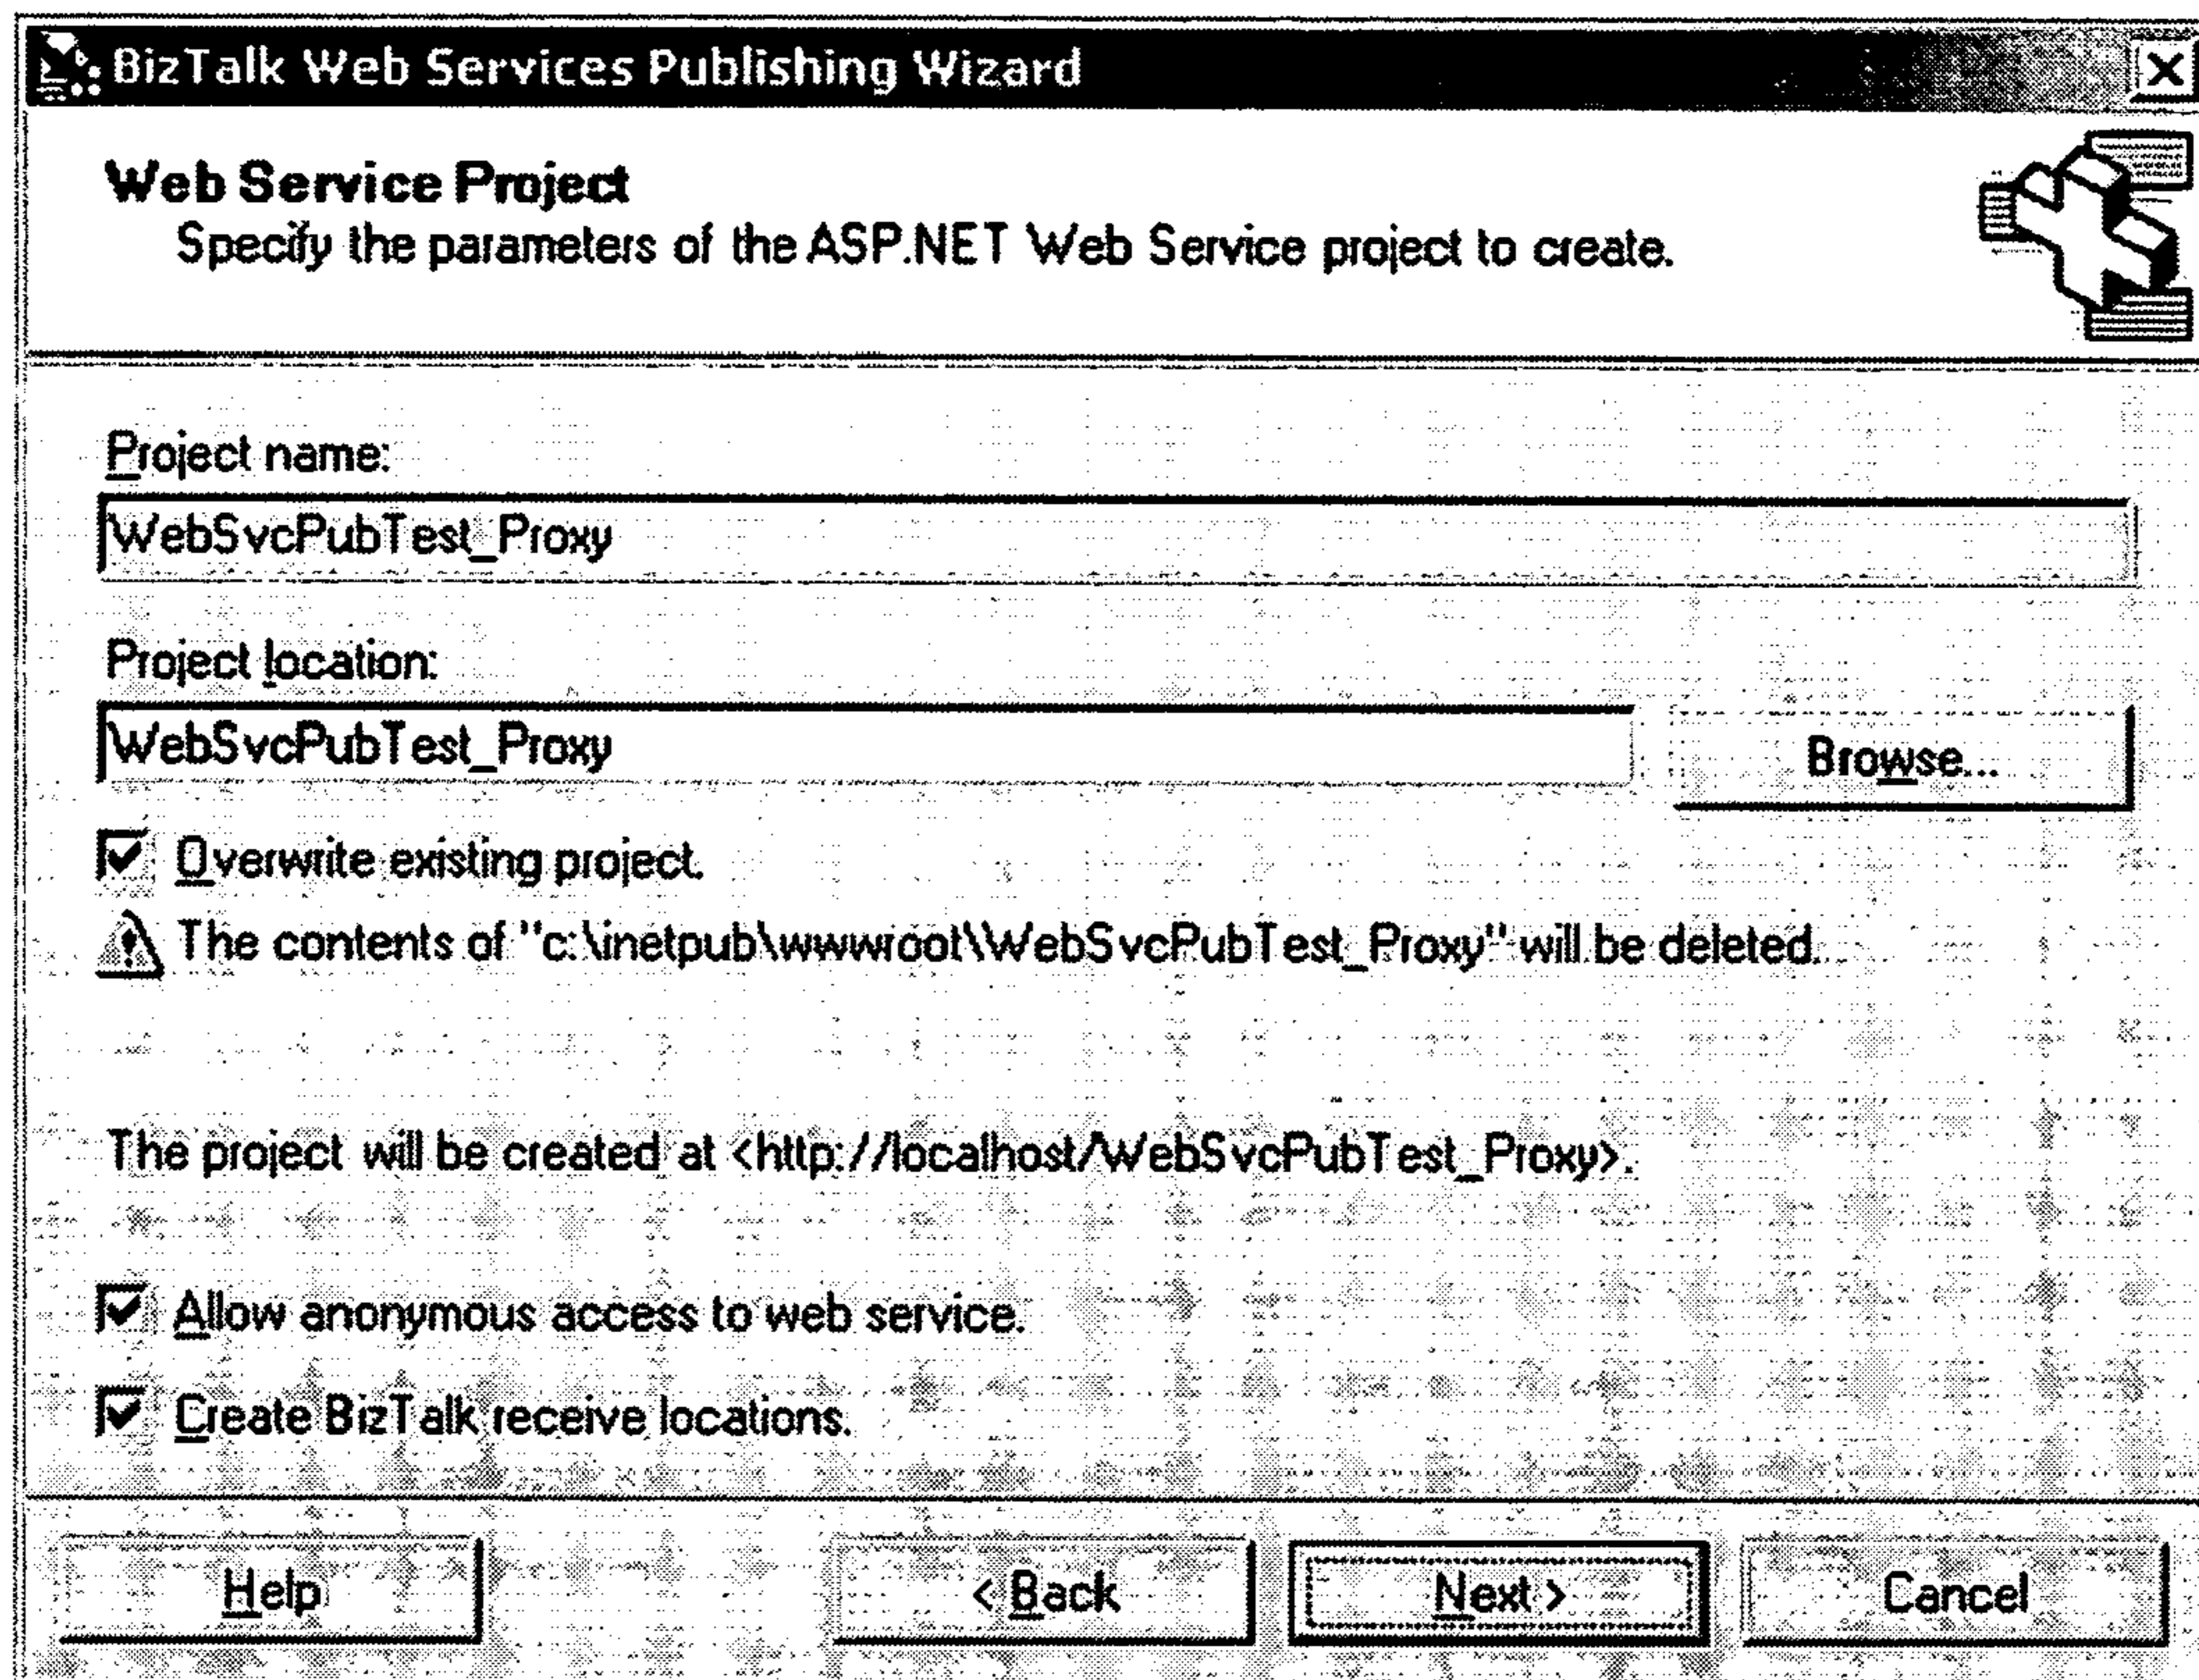 BizTalk Web Services Publishing Wizard
Web Service Project
Specify the parameters of the ASP.NET Web Service project to create.
Project name:
WebSvcPubTest_Proxy
Project location:
WebSvcPubTest_Proxy
Browse...
Overwrite existing project.
The contents of "c:\inetpub\wwwroot\WebSvcPubTest_Proxy" will be deleted.
The project will be created at <http://localhost/WebSvcPubTest_Proxy>.
Allow anonymous access to web service.
Create BizTalk receive locations.
Help < Back Next > Cancel